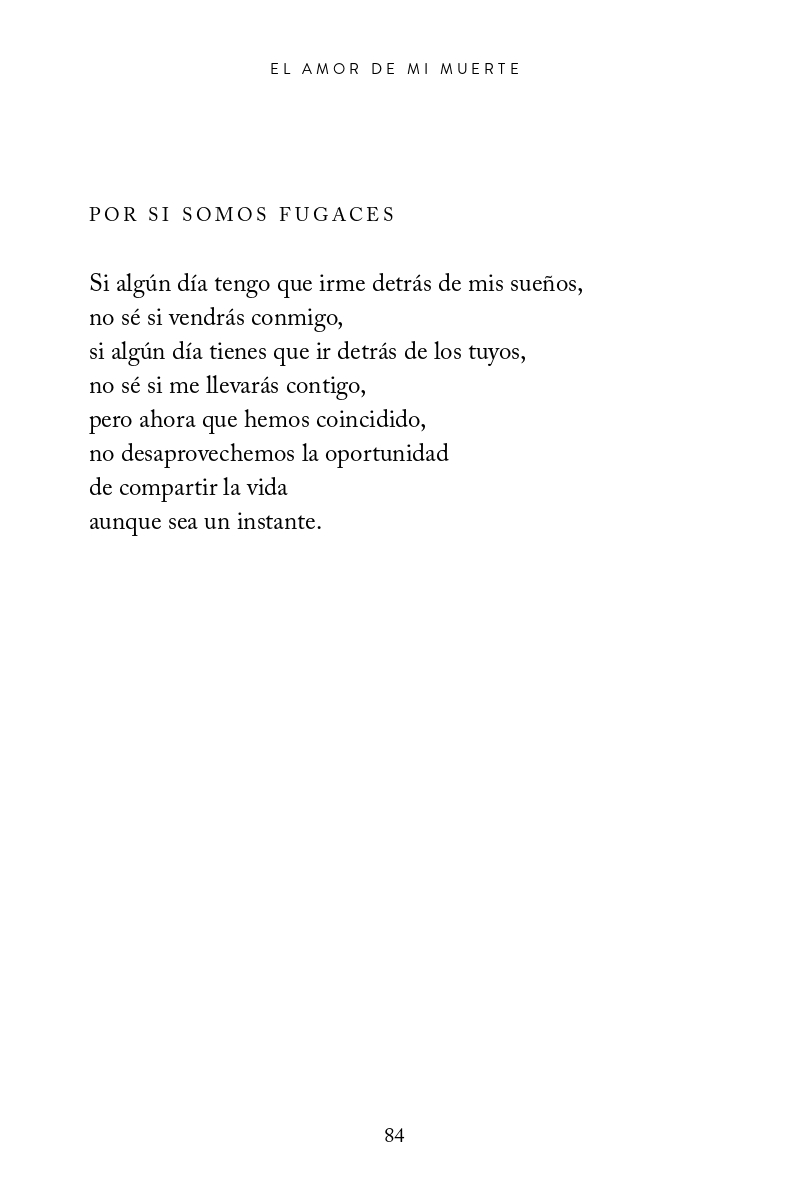 EL AMOR DE MI MUERTE
POR SI SOMOS FUGACES
Si algún día tengo que irme detrás de mis sueños,
no sé si vendrás conmigo,
si algún día tienes que ir detrás de los tuyos,
no sé si me llevarás contigo,
pero ahora que hemos coincidido,
no desaprovechemos la oportunidad
de compartir la vida
aunque sea un instante.
84